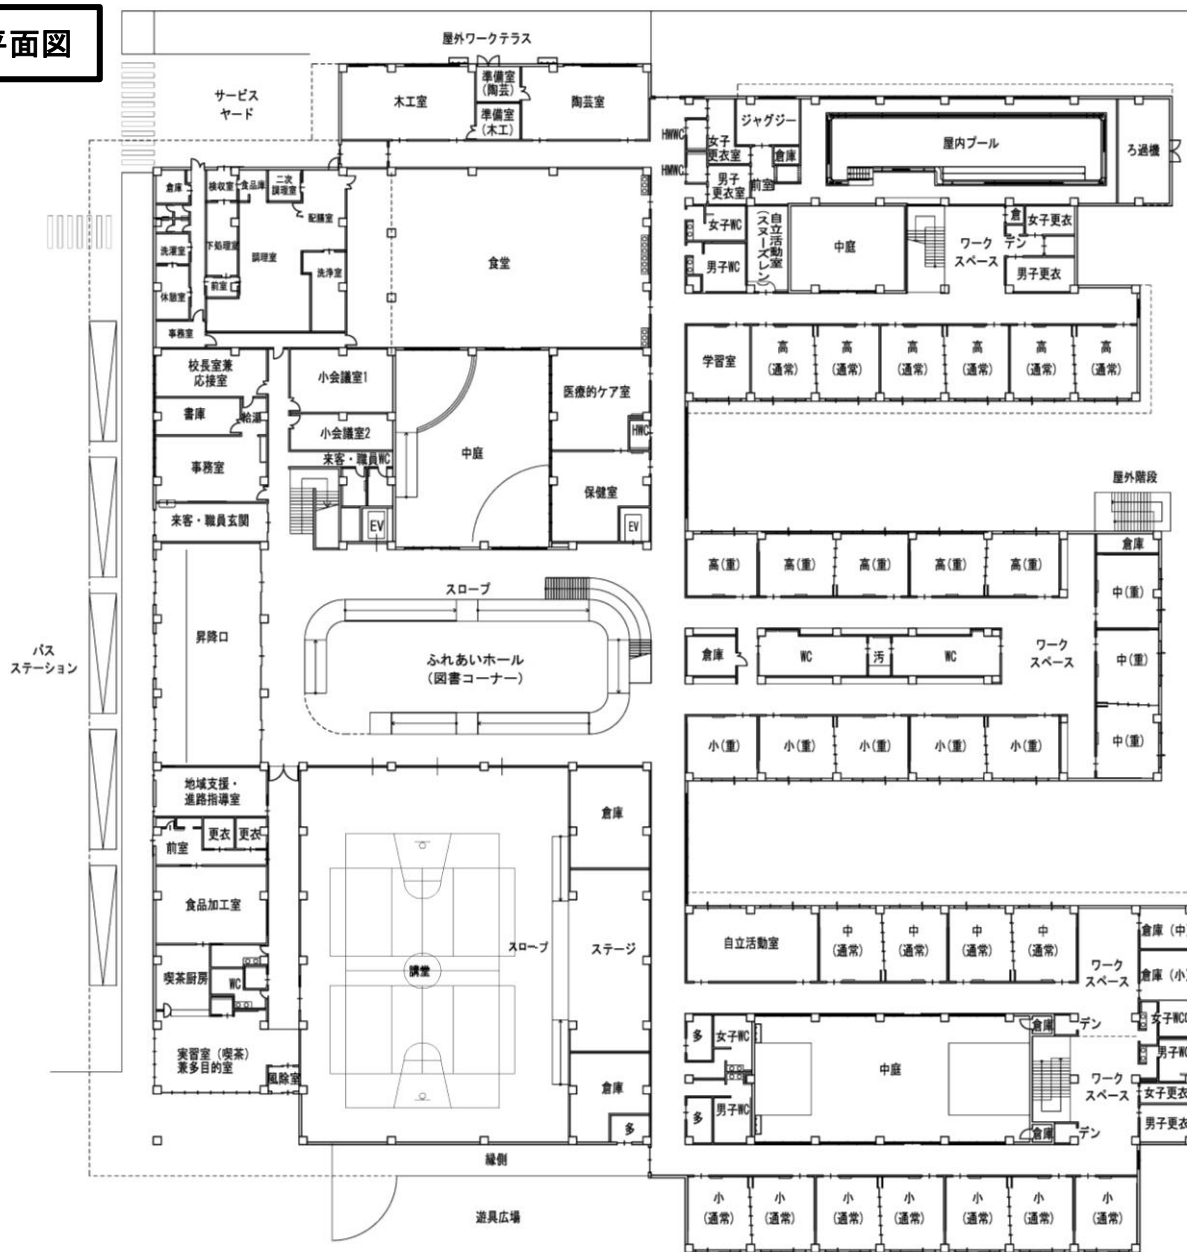 平面図
屋外ワークテラス
サービス
ヤード
木工室
準備室
(陶芸)
準備室
(木工)
陶芸室
HWWC
HWWC
女子
更衣室
男子
更衣室
ジャグジー
倉庫
前室
屋内プール
ろ過機
倉庫
検収室
食品庫
二次
調理室
配膳室
洗濯室
下処理室
調理室
洗浄室
休憩室
前室
事務室
食堂
女子WC
男子WC
自立活動室
(スヌーズレン)
中庭
ワーク
スペース
デン
倉
女子更衣
男子更衣
校長室兼
応接室
書庫
給湯
事務室
来客・職員玄関
小会議室1
小会議室2
来客・職員WC
EV
中庭
医療的ケア室
HWC
保健室
EV
学習室
高
(通常)
高
(通常)
高
(通常)
高
(通常)
高
(通常)
高
(通常)
屋外階段
高(重)
高(重)
高(重)
高(重)
高(重)
倉庫
中(重)
中(重)
中(重)
バス
ステーション
昇降口
スロープ
ふれあいホール
(図書コーナー)
倉庫
WC
汚
WC
ワーク
スペース
小(重)
小(重)
小(重)
小(重)
小(重)
地域支援・
進路指導室
前室
更衣
更衣
食品加工室
喫茶厨房
WC
実習室(喫茶)
兼多目的室
風除室
講堂
スロープ
倉庫
ステージ
倉庫
多
縁側
遊具広場
自立活動室
中
(通常)
中
(通常)
中
(通常)
中
(通常)
ワーク
スペース
倉庫(中
倉庫(小
多
女子WC
多
男子WC
中庭
倉庫
デン
ワーク
スペース
倉庫
デン
女子WC
男子WC
女子更衣
男子更衣
小
(通常)
小
(通常)
小
(通常)
小
(通常)
小
(通常)
小
(通常)
小
(通常)